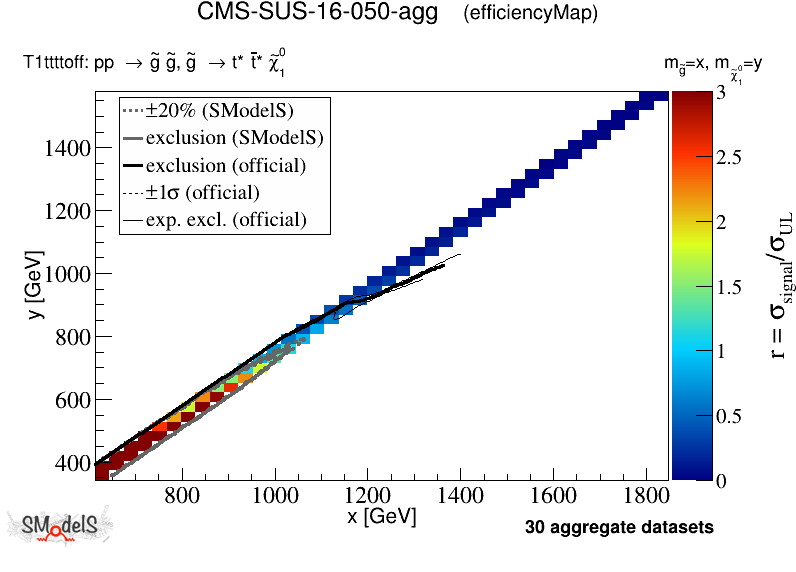 CMS-SUS-16-050-agg (efficiencyMap)
T1ttttoff: pp → g̃ g̃, g̃ → t* t̄* χ̃₁⁰
m_g̃=x, m_χ̃₁⁰=y
±20% (SModelS)
exclusion (SModelS)
exclusion (official)
±1σ (official)
exp. excl. (official)
y [GeV]
1400
1200
1000
800
600
400
800 1000 1200 1400 1600 1800
x [GeV]
3
2.5
2
1.5
1
0.5
0
r = σ_signal/σ_UL
SModelS
30 aggregate datasets